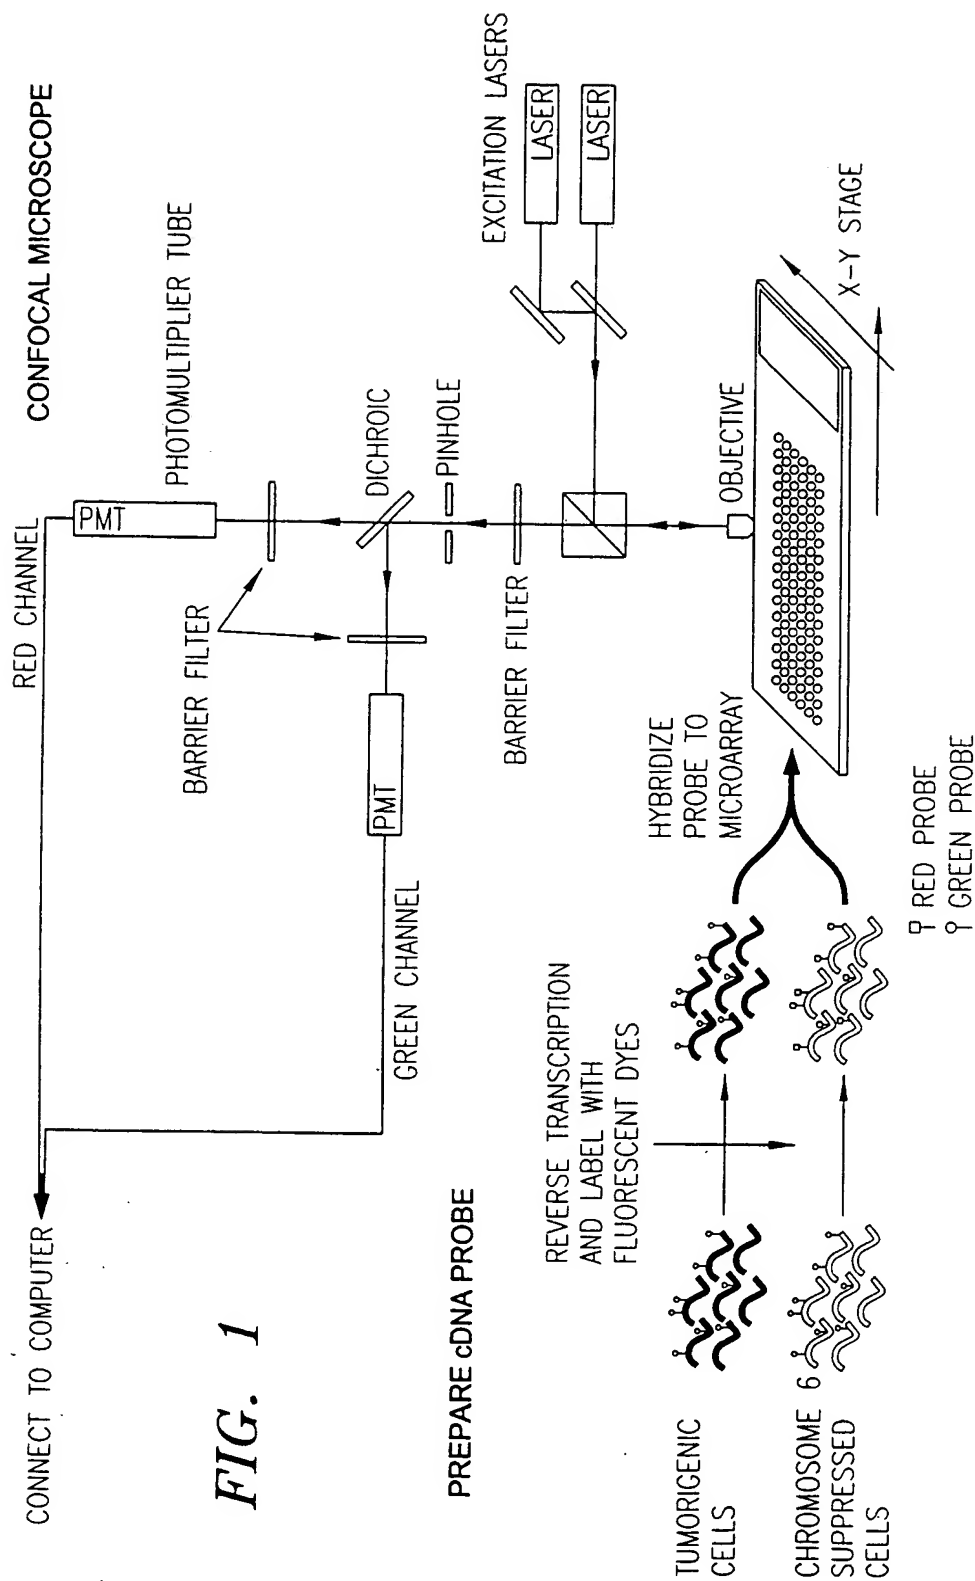 CONFOCAL MICROSCOPE
CONNECT TO COMPUTER
RED CHANNEL
PMT
PHOTOMULTIPLIER TUBE
BARRIER FILTER
DICHROIC
PINHOLE
GREEN CHANNEL
PMT
BARRIER FILTER
EXCITATION LASERS
LASER
LASER
OBJECTIVE
X-Y STAGE
FIG. 1
PREPARE cDNA PROBE
REVERSE TRANSCRIPTION
AND LABEL WITH
FLUORESCENT DYES
HYBRIDIZE
PROBE TO
MICROARRAY
TUMORIGENIC
CELLS
CHROMOSOME 6
SUPPRESSED
CELLS
RED PROBE
GREEN PROBE